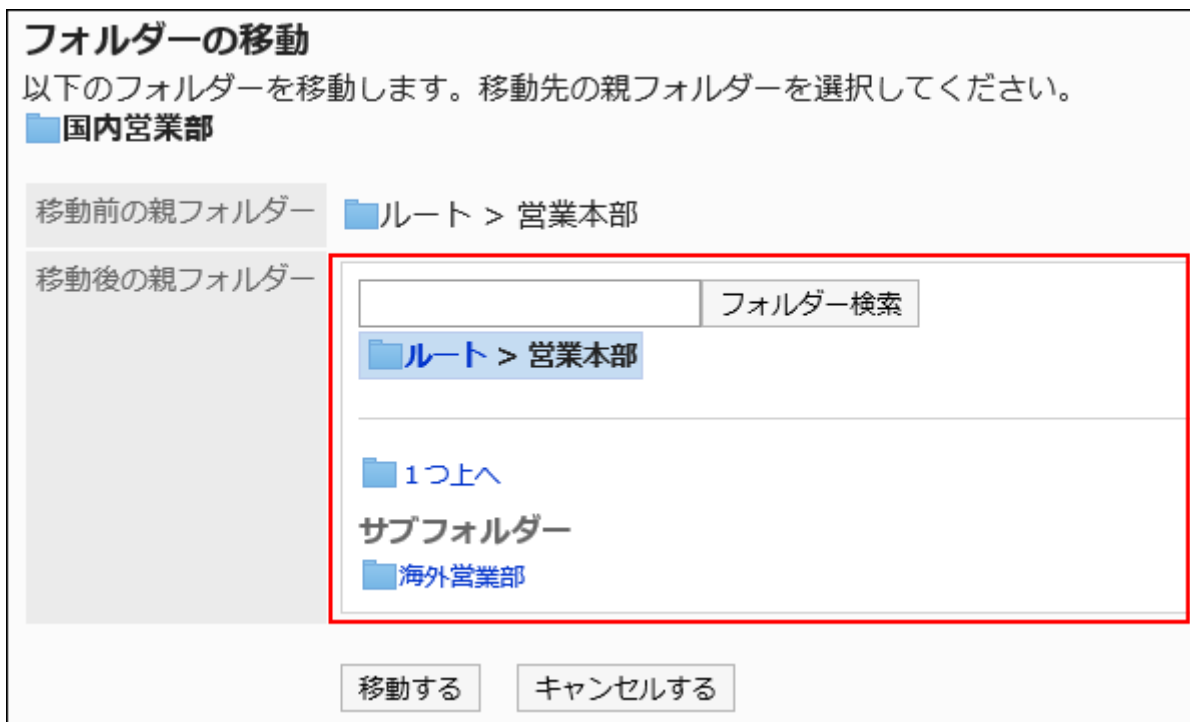 フォルダーの移動
以下のフォルダーを移動します。移動先の親フォルダーを選択してください。
国内営業部
移動前の親フォルダー ルート > 営業本部
移動後の親フォルダー
フォルダー検索
ルート > 営業本部
1つ上へ
サブフォルダー
海外営業部
移動する キャンセルする